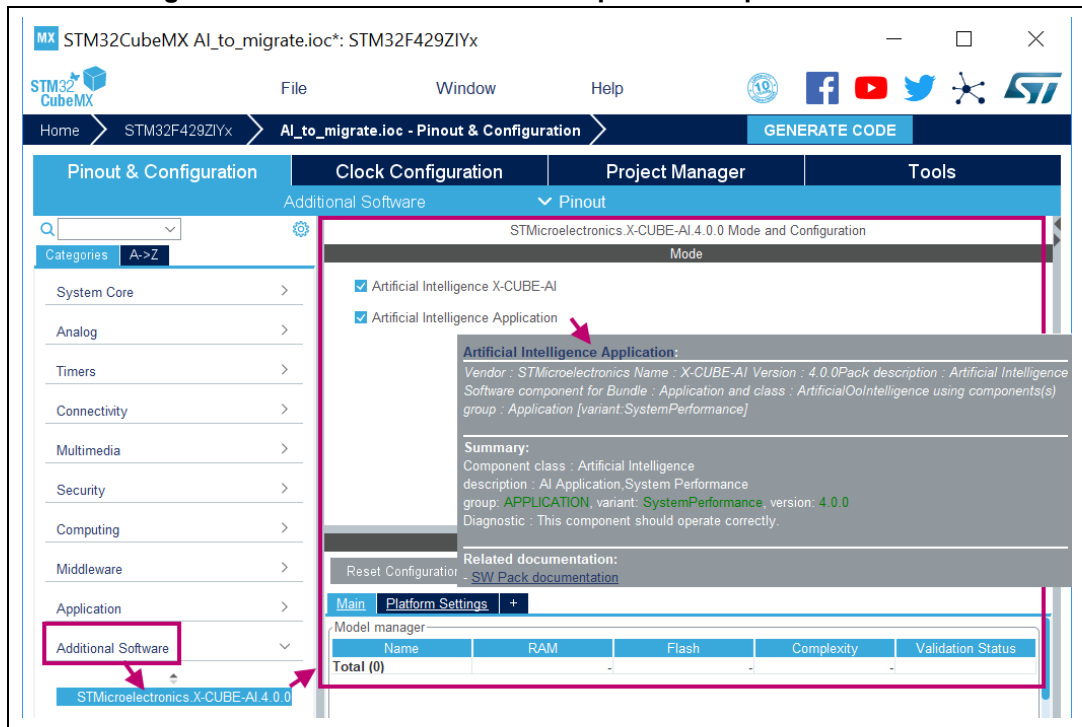 MX STM32CubeMX AI_to_migrate.ioc*: STM32F429ZIYx
STM32 CubeMX
File Window Help
10
Home STM32F429ZIYx AI_to_migrate.ioc - Pinout & Configuration GENERATE CODE
Pinout & Configuration Clock Configuration Project Manager Tools
Additional Software Pinout
STMicroelectronics.X-CUBE-AI.4.0.0 Mode and Configuration
Categories A->Z
Mode
System Core
Analog
Timers
Connectivity
Multimedia
Security
Computing
Middleware
Application
Additional Software
STMicroelectronics.X-CUBE-AI.4.0.0
Artificial Intelligence X-CUBE-AI
Artificial Intelligence Application
Artificial Intelligence Application:
Vendor : STMicroelectronics Name : X-CUBE-AI Version : 4.0.0Pack description : Artificial Intelligence
Software component for Bundle : Application and class : ArtificialOoIntelligence using components(s)
group : Application [variant:SystemPerformance]
Summary:
Component class : Artificial Intelligence
description : AI Application,System Performance
group: APPLICATION, variant: SystemPerformance, version: 4.0.0
Diagnostic : This component should operate correctly.
Related documentation:
- SW Pack documentation
Reset Configuration
Main Platform Settings +
Model manager
Name RAM Flash Complexity Validation Status
Total (0) - - -